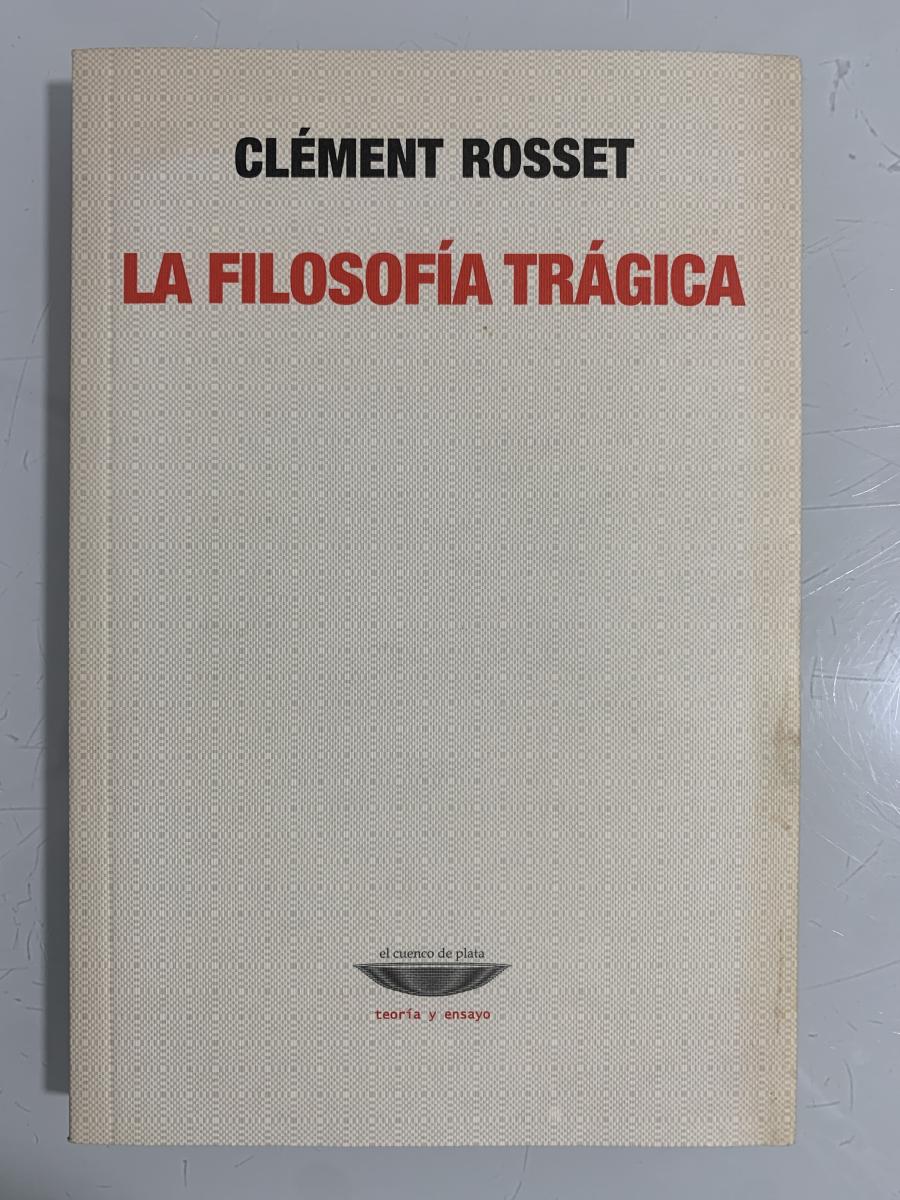 CLÉMENT ROSSET
LA FILOSOFÍA TRÁGICA
el cuenco de plata
teoría y ensayo